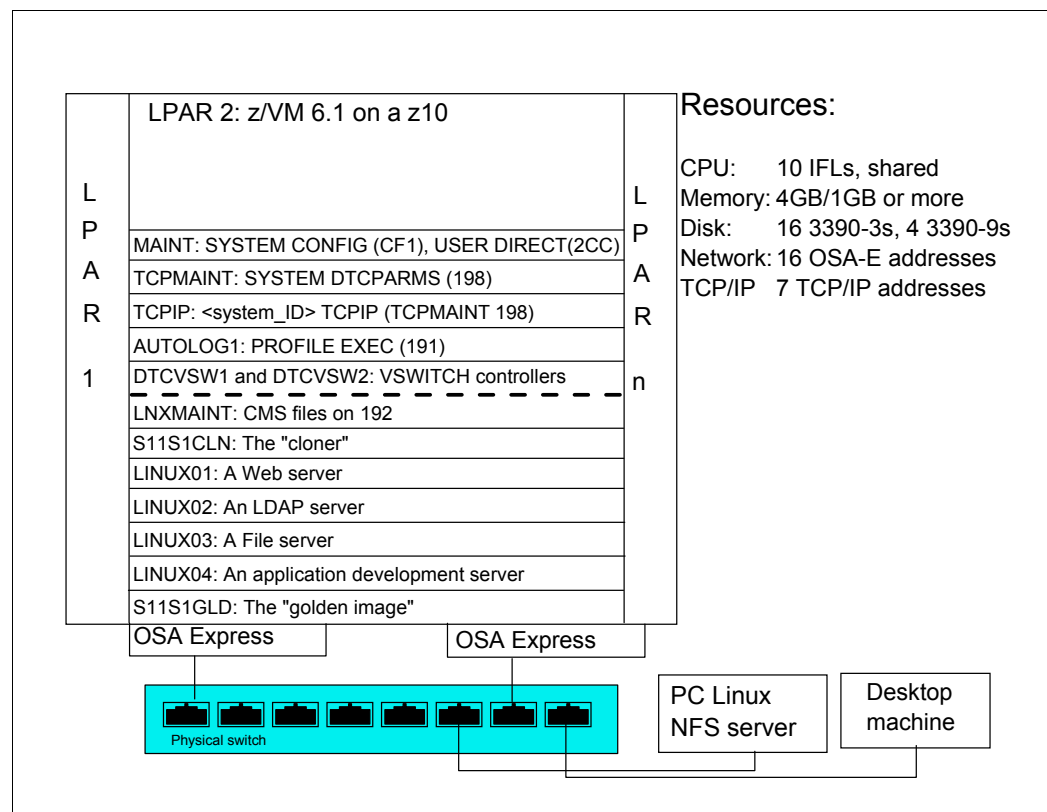 LPAR 2: z/VM 6.1 on a z10
L
P
A
R
1
MAINT: SYSTEM CONFIG (CF1), USER DIRECT(2CC)
TCPMAINT: SYSTEM DTCPARMS (198)
TCPIP: <system_ID> TCPIP (TCPMAINT 198)
AUTOLOG1: PROFILE EXEC (191)
DTCVSW1 and DTCVSW2: VSWITCH controllers
LNXMAINT: CMS files on 192
S11S1CLN: The "cloner"
LINUX01: A Web server
LINUX02: An LDAP server
LINUX03: A File server
LINUX04: An application development server
S11S1GLD: The "golden image"
L
P
A
R
n
Resources:
CPU: 10 IFLs, shared
Memory: 4GB/1GB or more
Disk: 16 3390-3s, 4 3390-9s
Network: 16 OSA-E addresses
TCP/IP 7 TCP/IP addresses
OSA Express
OSA Express
Physical switch
PC Linux
NFS server
Desktop
machine